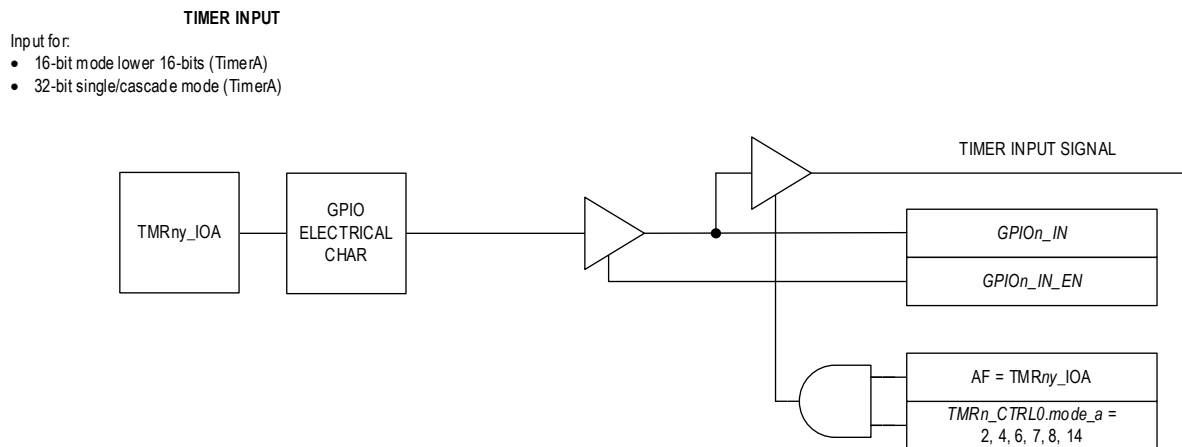 TIMER INPUT
Input for:
• 16-bit mode lower 16-bits (TimerA)
• 32-bit single/cascade mode (TimerA)
TIMER INPUT SIGNAL
TMRny_IOA
GPIO
ELECTRICAL
CHAR
GPIOn_IN
GPIOn_IN_EN
AF = TMRny_IOA
TMRn_CTRL0.mode_a =
2, 4, 6, 7, 8, 14